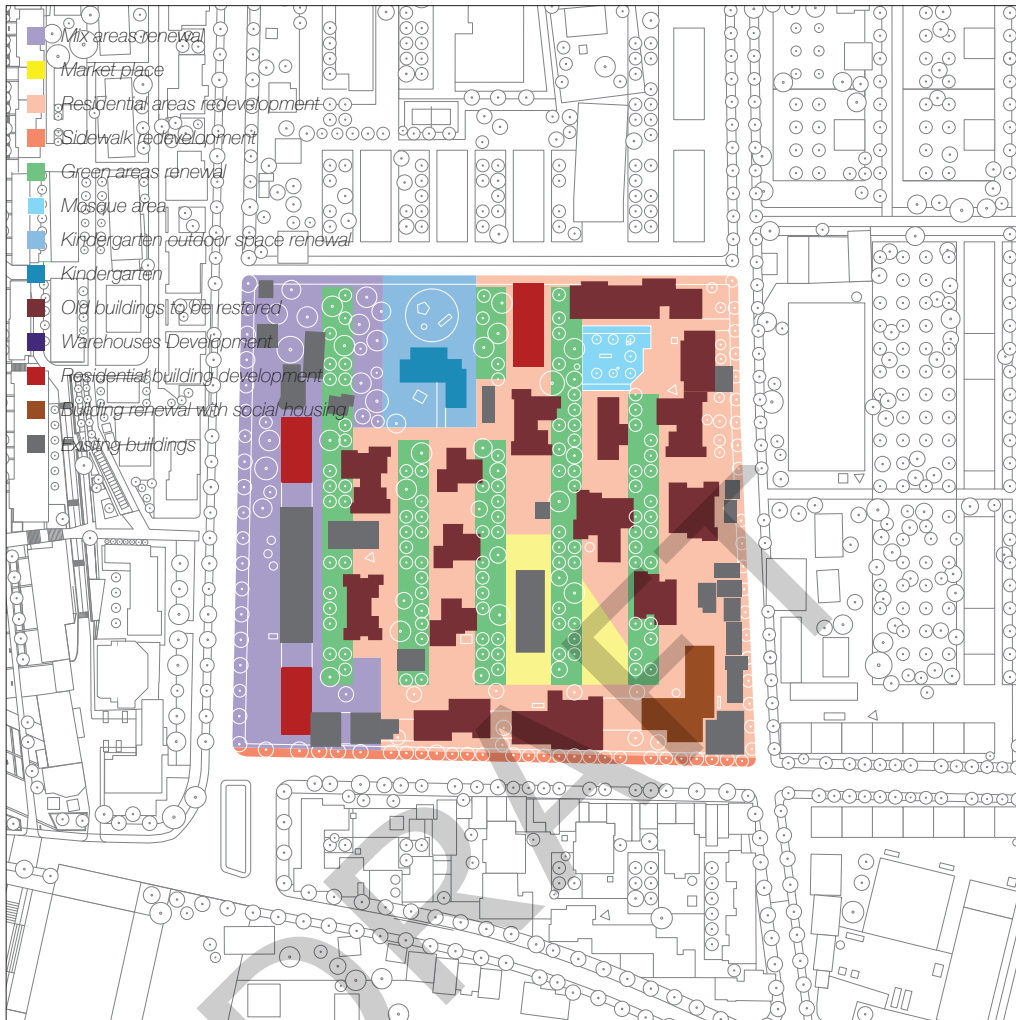 Mix areas renewal
Market place
Residential areas redevelopment
Sidewalk redevelopment
Green areas renewal
Mosque area
Kindergarten outdoor space renewal
Kindergarten
Old buildings to be restored
Warehouses Development
Residential building development
Building renewal with social housing
Exisitng buildings
DRAFT